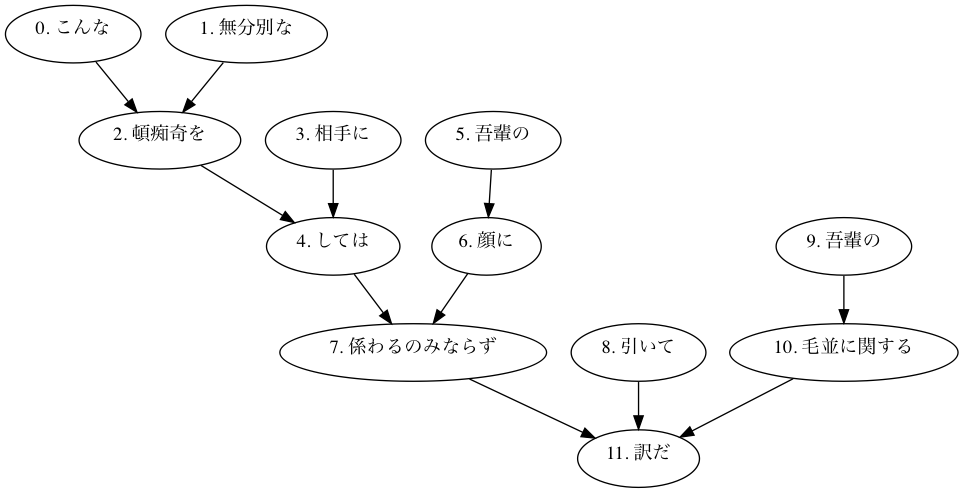 0. こんな
1. 無分別な
2. 頓痴奇を
3. 相手に
5. 吾輩の
4. しては
6. 顔に
9. 吾輩の
7. 係わるのみならず
8. 引いて
10. 毛並に関する
11. 訳だ